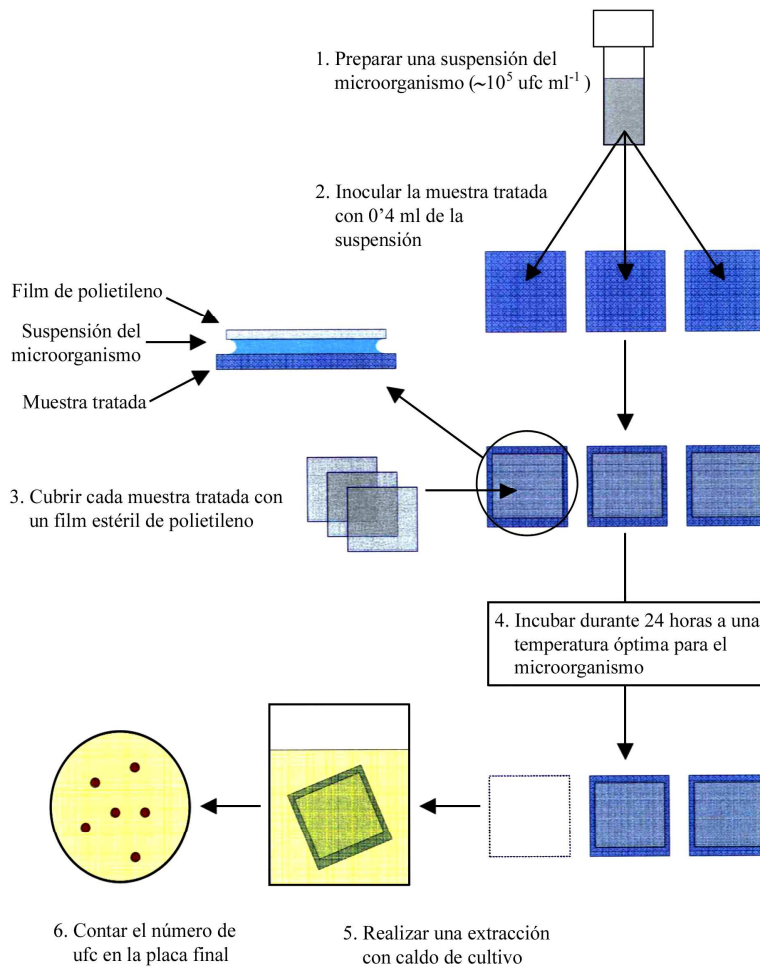 1. Preparar una suspensión del
microorganismo (~10⁵ ufc ml⁻¹ )
2. Inocular la muestra tratada
con 0'4 ml de la
suspensión
Film de polietileno
Suspensión del
microorganismo
Muestra tratada
3. Cubrir cada muestra tratada con
un film estéril de polietileno
4. Incubar durante 24 horas a una
temperatura óptima para el
microorganismo
6. Contar el número de
ufc en la placa final
5. Realizar una extracción
con caldo de cultivo